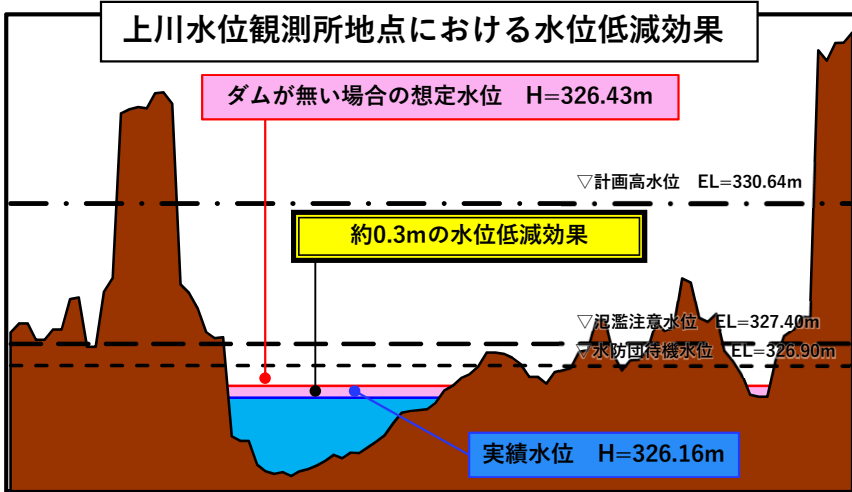 上川水位観測所地点における水位低減効果
ダムが無い場合の想定水位　H=326.43m
▽計画高水位　EL=330.64m
約0.3mの水位低減効果
▽氾濫注意水位　EL=327.40m
▽水防団待機水位　EL=326.90m
実績水位　H=326.16m